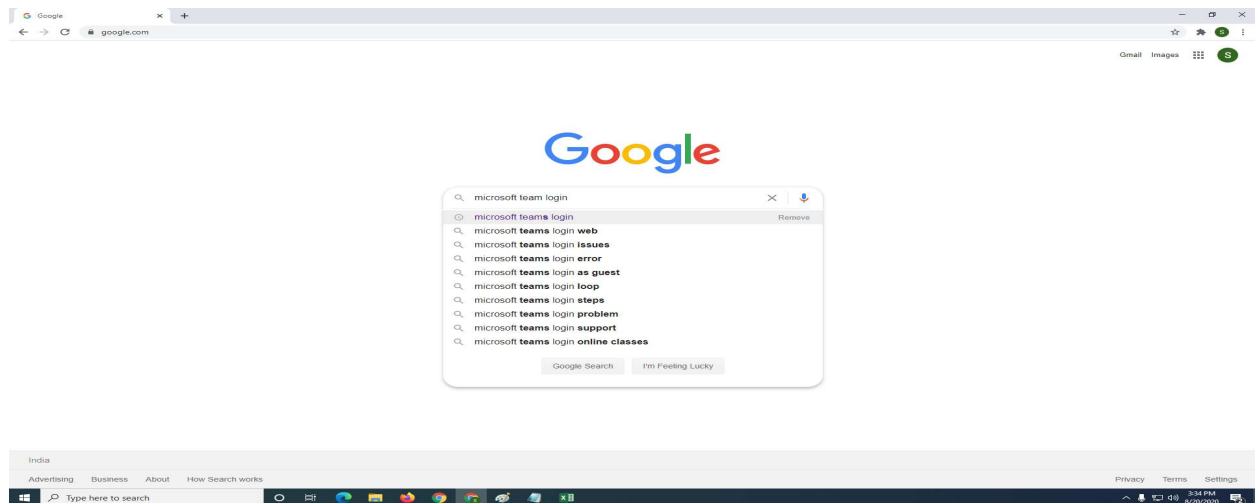 Google
google.com
S
Gmail Images S
Google
microsoft team login
microsoft teams login Remove
microsoft teams login web
microsoft teams login issues
microsoft teams login error
microsoft teams login as guest
microsoft teams login loop
microsoft teams login steps
microsoft teams login problem
microsoft teams login support
microsoft teams login online classes
Google Search I'm Feeling Lucky
India
Advertising Business About How Search works Privacy Terms Settings
Type here to search 3:34 PM
8/20/2020